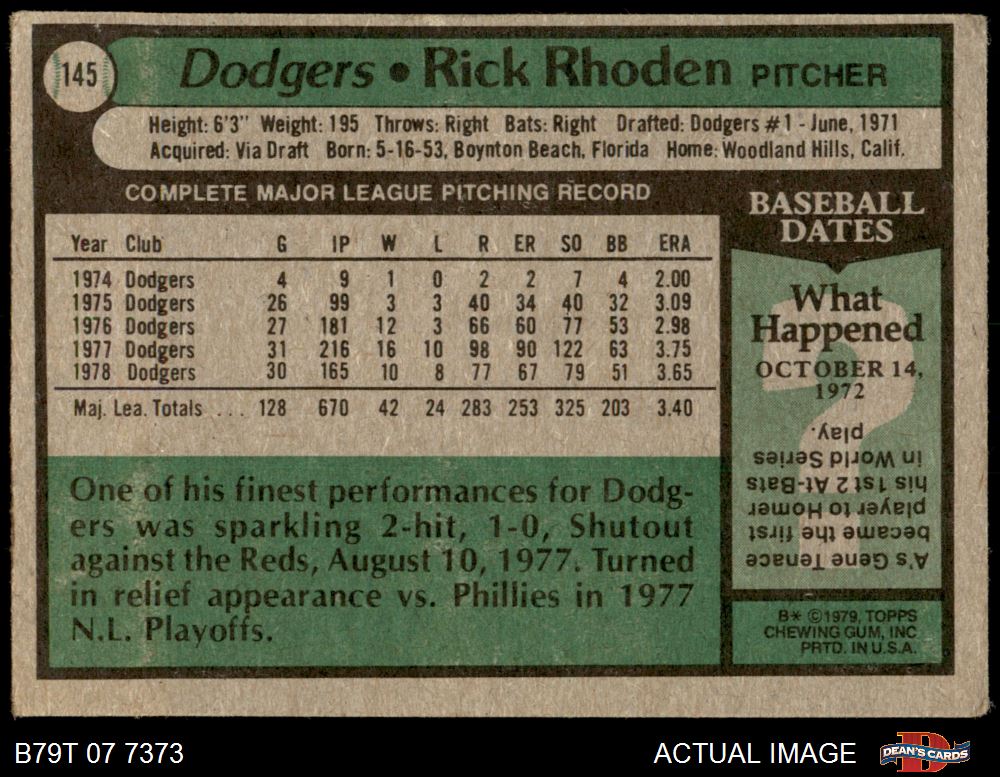 145
Dodgers • Rick Rhoden PITCHER
Height: 6'3" Weight: 195 Throws: Right Bats: Right Drafted: Dodgers #1 - June, 1971
Acquired: Via Draft Born: 5-16-53, Boynton Beach, Florida Home: Woodland Hills, Calif.
COMPLETE MAJOR LEAGUE PITCHING RECORD
Year Club G IP W L R ER SO BB ERA
1974 Dodgers 4 9 1 0 2 2 7 4 2.00
1975 Dodgers 26 99 3 3 40 34 40 32 3.09
1976 Dodgers 27 181 12 3 66 60 77 53 2.98
1977 Dodgers 31 216 16 10 98 90 122 63 3.75
1978 Dodgers 30 165 10 8 77 67 79 51 3.65
Maj. Lea. Totals ... 128 670 42 24 283 253 325 203 3.40
One of his finest performances for Dodg-
ers was sparkling 2-hit, 1-0, Shutout
against the Reds, August 10, 1977. Turned
in relief appearance vs. Phillies in 1977
N.L. Playoffs.
BASEBALL
DATES
What
Happened
OCTOBER 14,
1972
A's Gene Tenace
became the first
player to Homer in
his 1st 2 At-Bats
in World Series
play.
B* ©1979, TOPPS
CHEWING GUM, INC
PRTD. IN U.S.A.
B79T 07 7373
ACTUAL IMAGE
D
DEAN'S CARDS